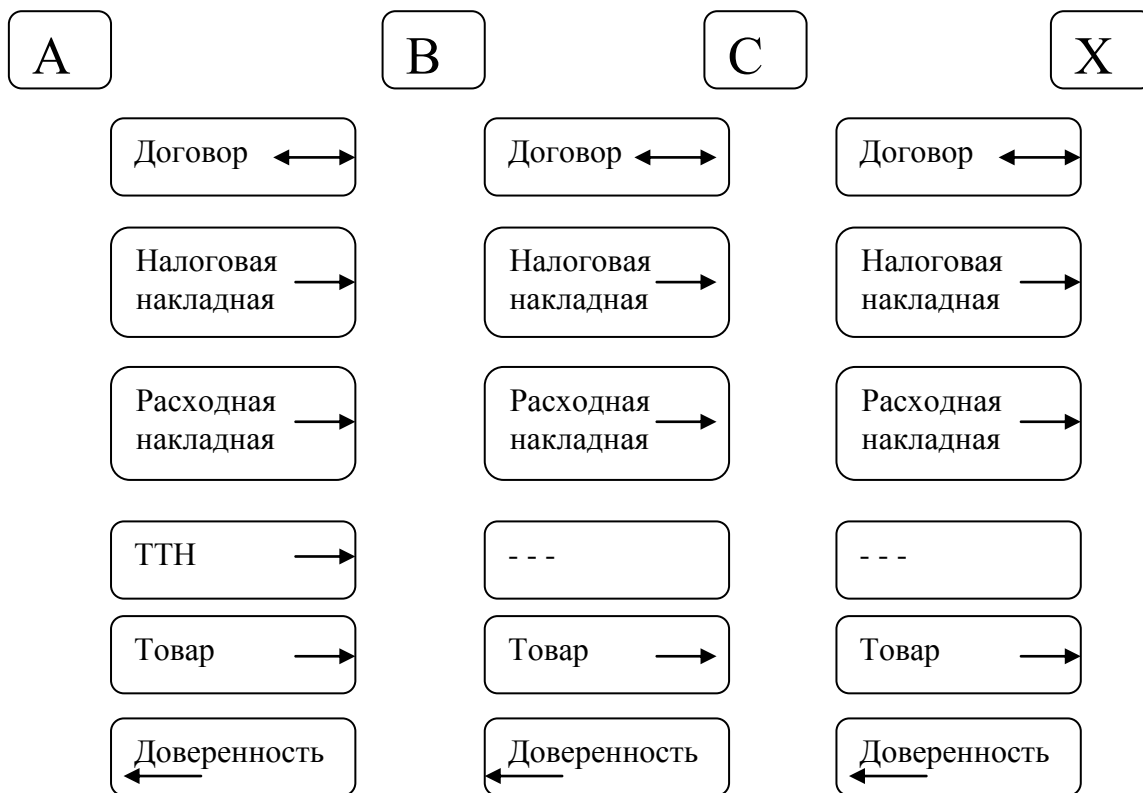 А
В
С
Х
Договор
Договор
Договор
Налоговая
накладная
Налоговая
накладная
Налоговая
накладная
Расходная
накладная
Расходная
накладная
Расходная
накладная
ТТН
- - -
- - -
Товар
Товар
Товар
Доверенность
Доверенность
Доверенность